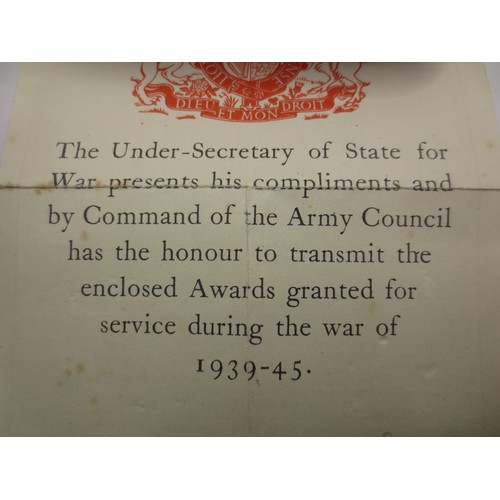 DIEU ET MON DROIT
The Under-Secretary of State for
War presents his compliments and
by Command of the Army Council
has the honour to transmit the
enclosed Awards granted for
service during the war of
1939-45.